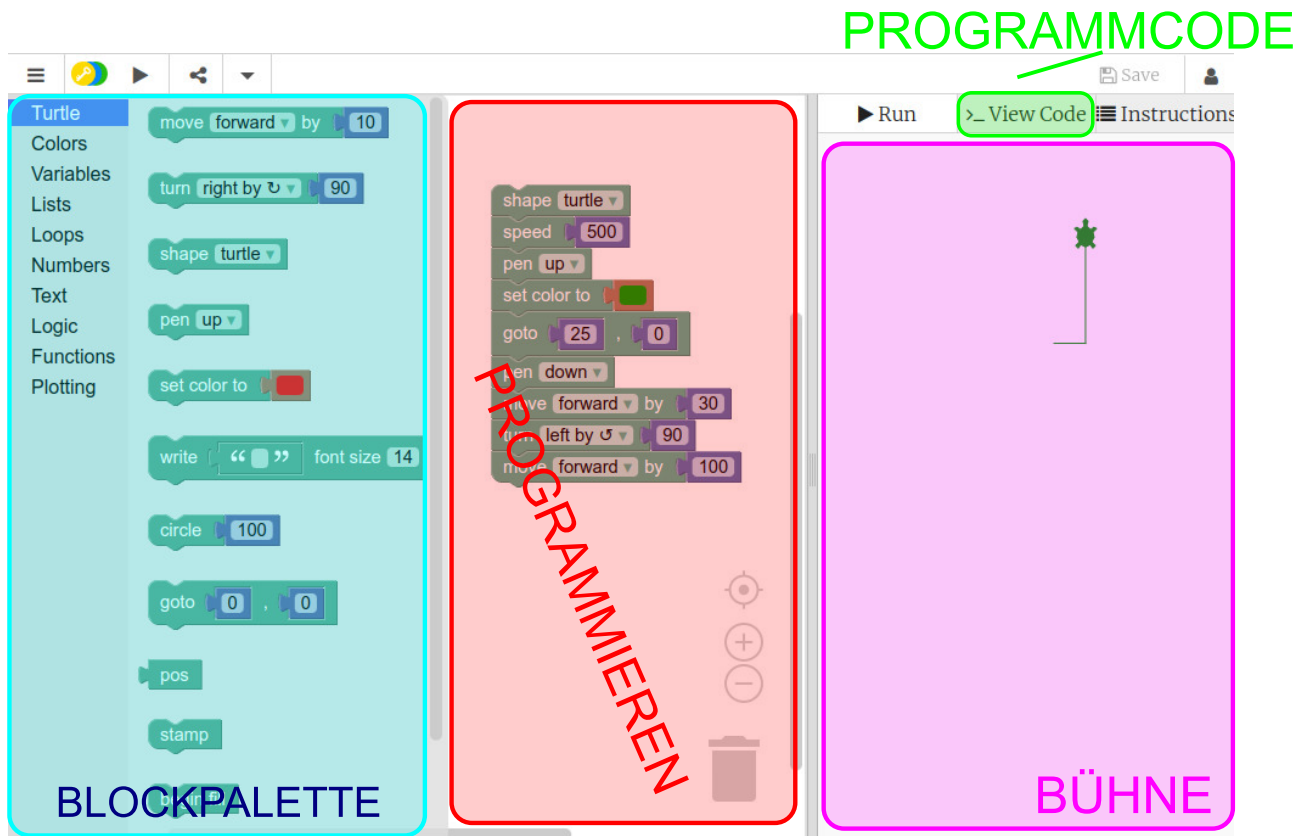 PROGRAMMCODE
Save
Turtle
Colors
Variables
Lists
Loops
Numbers
Text
Logic
Functions
Plotting
move forward by 10
turn right by ↻ 90
shape turtle
pen up
set color to
write “ ” font size 14
circle 100
goto 0 , 0
pos
stamp
BLOCKPALETTE
shape turtle
speed 500
pen up
set color to
goto 25 , 0
pen down
move forward by 30
turn left by ↺ 90
move forward by 100
PROGRAMMIEREN
Run
>_ View Code
Instructions
BÜHNE